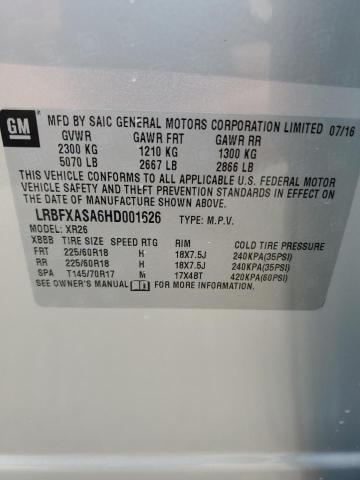 GM
MFD BY SAIC GENERAL MOTORS CORPORATION LIMITED 07/16
GVWR GAWR FRT GAWR RR
2300 KG 1210 KG 1300 KG
5070 LB 2667 LB 2866 LB
THIS VEHICLE CONFORMS TO ALL APPLICABLE U.S. FEDERAL MOTOR
VEHICLE SAFETY AND THEFT PREVENTION STANDARDS IN EFFECT ON
THE DATE OF MANUFACTURE SHOWN ABOVE.
LRBFXASA6HD001526 TYPE: M.P.V.
MODEL: XR26
XBBB TIRE SIZE SPEED RTG RIM COLD TIRE PRESSURE
FRT 225/60R18 H 18X7.5J 240KPA(35PSI)
RR 225/60R18 H 18X7.5J 240KPA(35PSI)
SPA T145/70R17 M 17X4BT 420KPA(60PSI)
SEE OWNER'S MANUAL FOR ADDITIONAL INFORMATION.